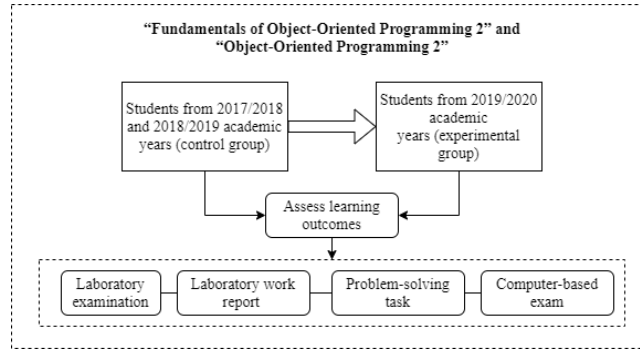 “Fundamentals of Object-Oriented Programming 2” and
“Object-Oriented Programming 2”
Students from 2017/2018
and 2018/2019 academic
years (control group)
Students from 2019/2020
academic
years (experimental
group)
Assess learning
outcomes
Laboratory
examination
Laboratory work
report
Problem-solving
task
Computer-based
exam